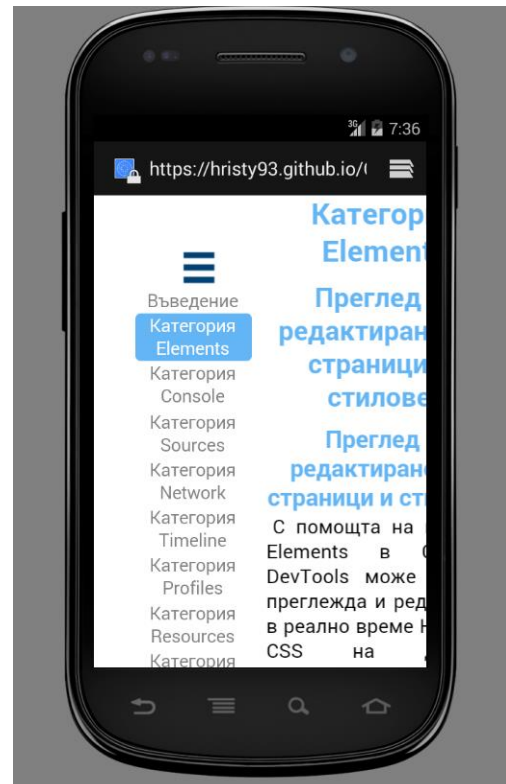 3G 7:36
https://hristy93.github.io/
Въведение
Категория
Elements
Категория
Console
Категория
Sources
Категория
Network
Категория
Timeline
Категория
Profiles
Категория
Resources
Категория
Категор
Element
Преглед
редактиран
страници
стилове
Преглед
редактиран
страници и ст
С помощта на
Elements в
DevTools може
преглежда и ред
в реално време
CSS на